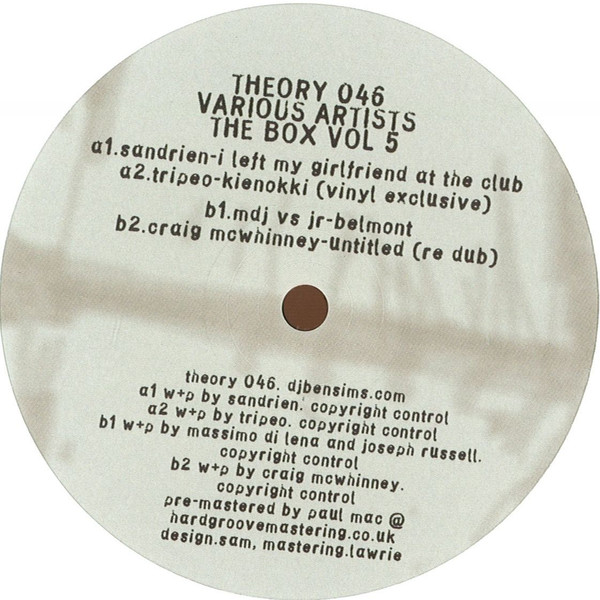 THEORY 046
VARIOUS ARTISTS
THE BOX VOL 5
a1.sandrien-i left my girlfriend at the club
a2.tripeo-kienokki (vinyl exclusive)
b1.mdj vs jr-belmont
b2.craig mcwhinney-untitled (re dub)
theory 046. djbensims.com
a1 w+p by sandrien. copyright control
a2 w+p by tripeo. copyright control
b1 w+p by massimo di lena and joseph russell.
copyright control
b2 w+p by craig mcwhinney.
copyright control
pre-mastered by paul mac @
hardgroovemastering.co.uk
design.sam, mastering.lawrie